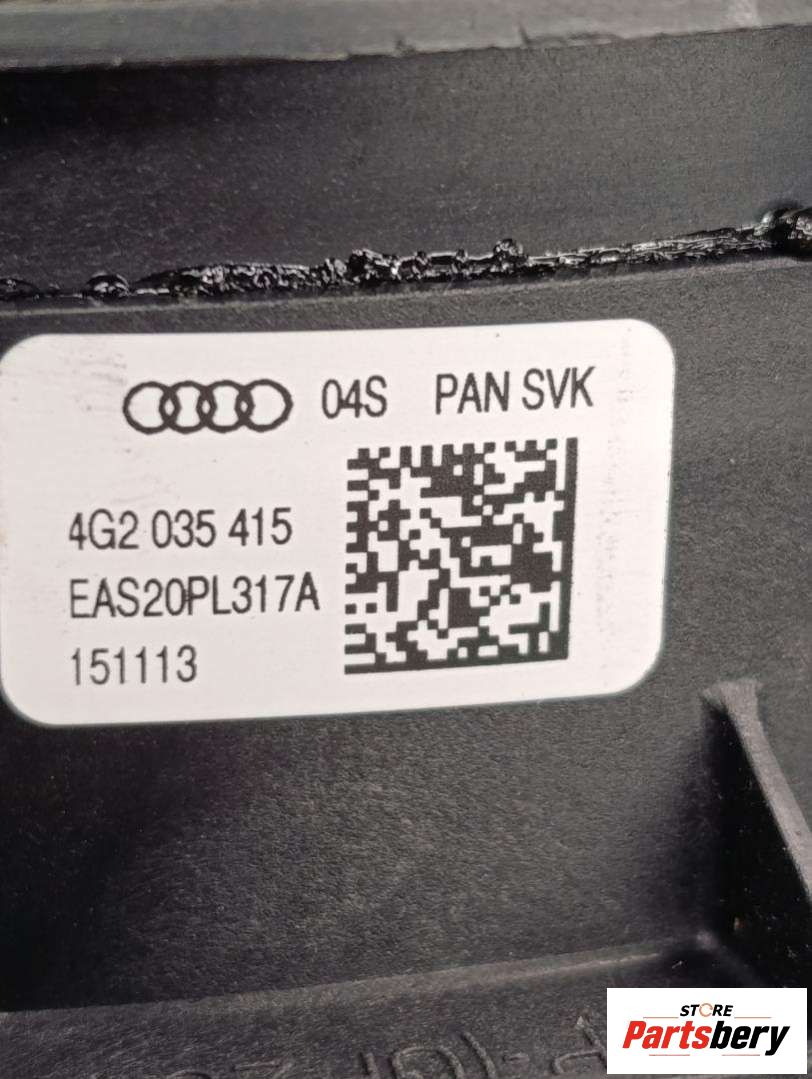 04S PAN SVK
4G2 035 415
EAS20PL317A
151113
STORE
Partsbery